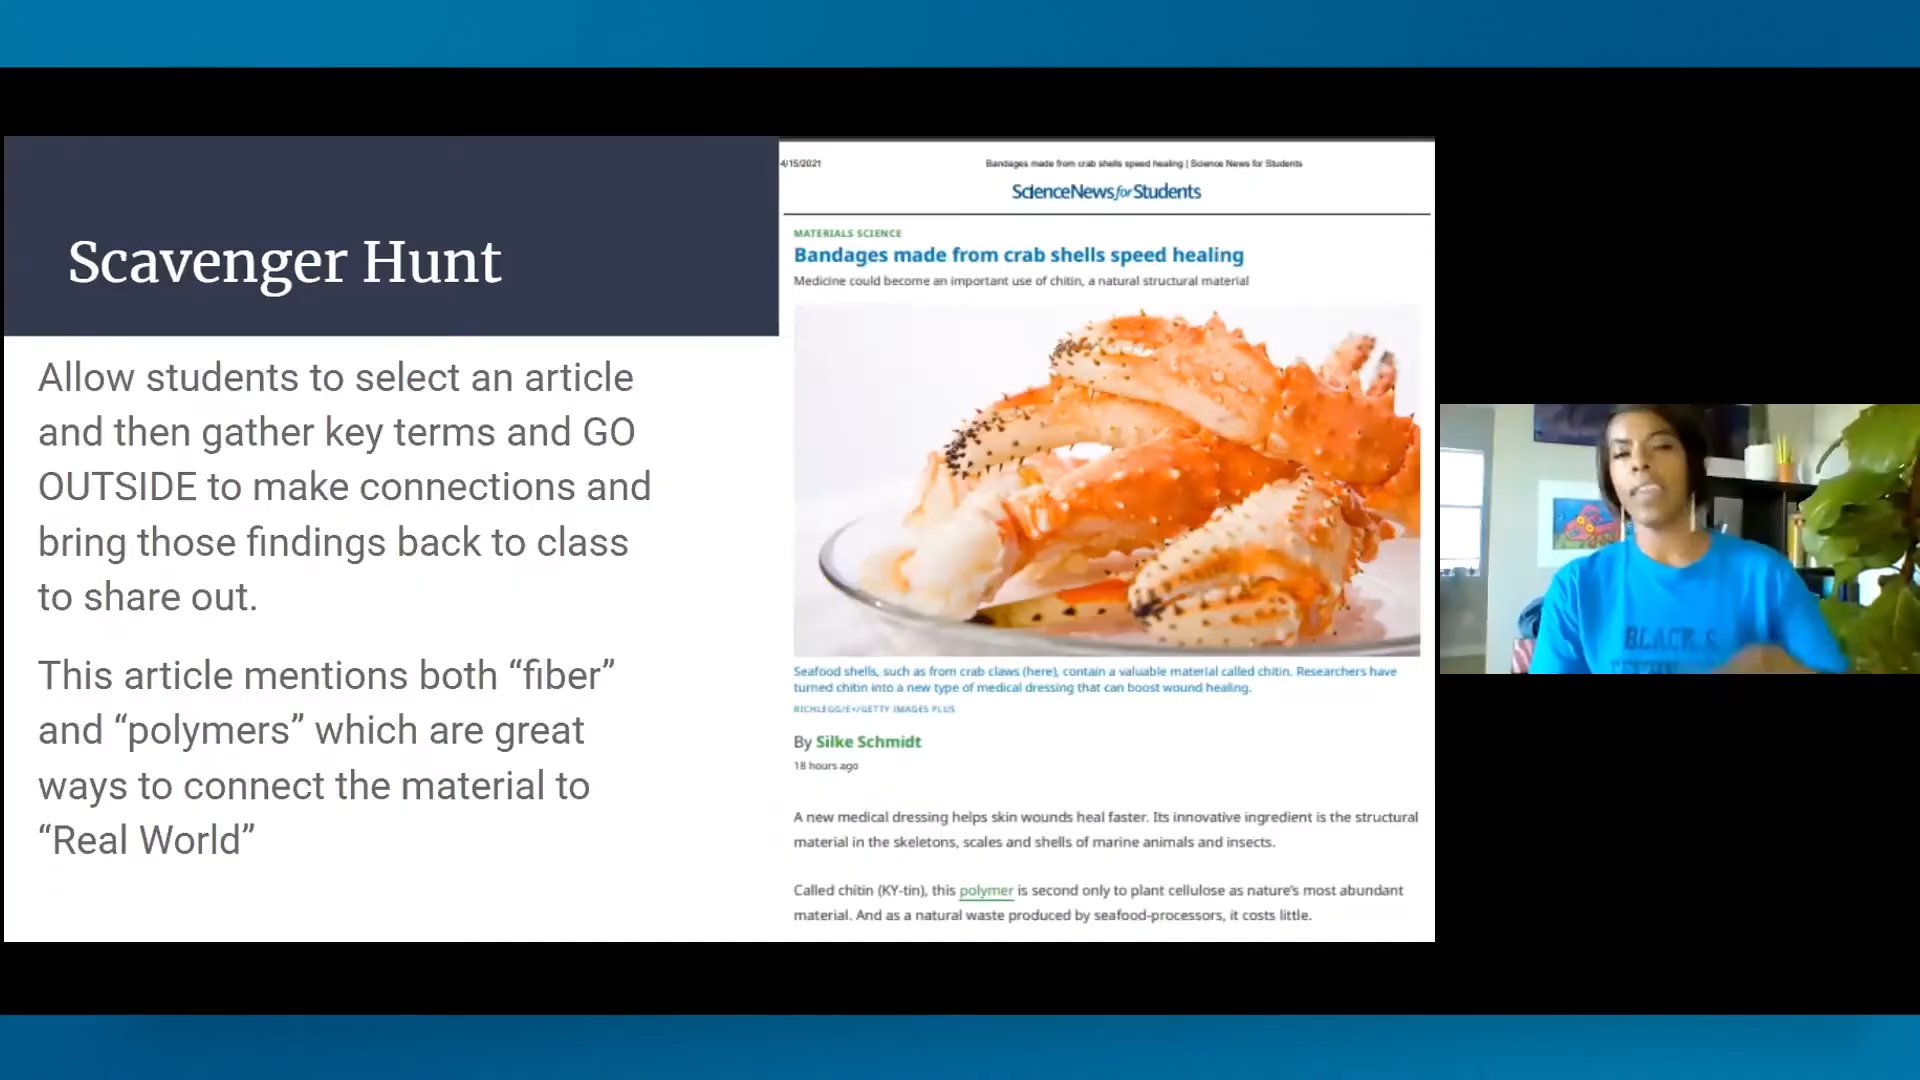 Scavenger Hunt
Allow students to select an article
and then gather key terms and GO
OUTSIDE to make connections and
bring those findings back to class
to share out.
This article mentions both “fiber”
and “polymers” which are great
ways to connect the material to
“Real World”
4/15/2021
Bandages made from crab shells speed healing | Science News for Students
ScienceNewsforStudents
MATERIALS SCIENCE
Bandages made from crab shells speed healing
Medicine could become an important use of chitin, a natural structural material
Seafood shells, such as from crab claws (here), contain a valuable material called chitin. Researchers have
turned chitin into a new type of medical dressing that can boost wound healing.
RICHLEGG/E+/GETTY IMAGES PLUS
By Silke Schmidt
18 hours ago
A new medical dressing helps skin wounds heal faster. Its innovative ingredient is the structural
material in the skeletons, scales and shells of marine animals and insects.
Called chitin (KY-tin), this polymer is second only to plant cellulose as nature's most abundant
material. And as a natural waste produced by seafood-processors, it costs little.
BLACK &